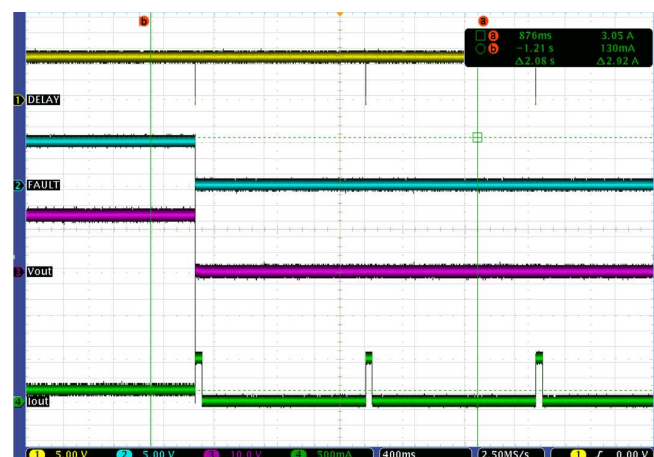 b
a
a 876ms 3.05 A
b −1.21 s 130mA
Δ2.08 s Δ2.92 A
1 DELAY
2 FAULT
3 Vout
4 Iout
1 5.00 V 2 5.00 V 3 10.0 V 4 500mA 400ms 2.50MS/s 1 0.00 V